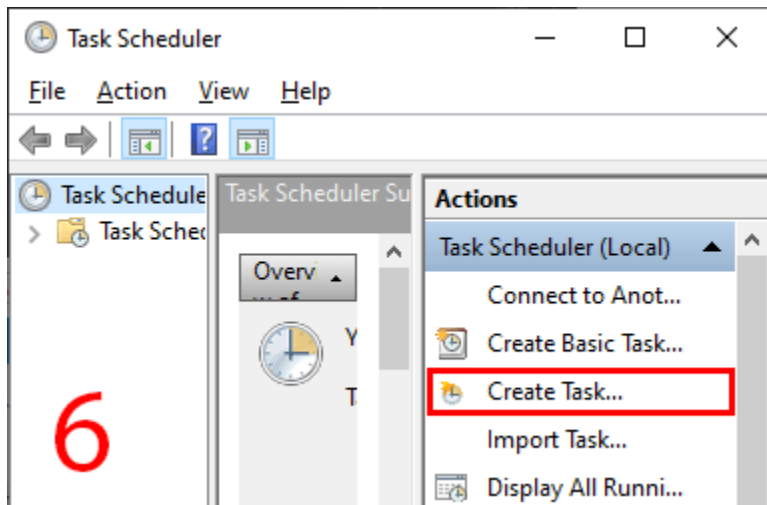 Task Scheduler
File Action View Help
Task Schedule
Task Sche
Task Scheduler Su
Overv
Y
T
Actions
Task Scheduler (Local)
Connect to Anot...
Create Basic Task...
Create Task...
Import Task...
Display All Runni...
6